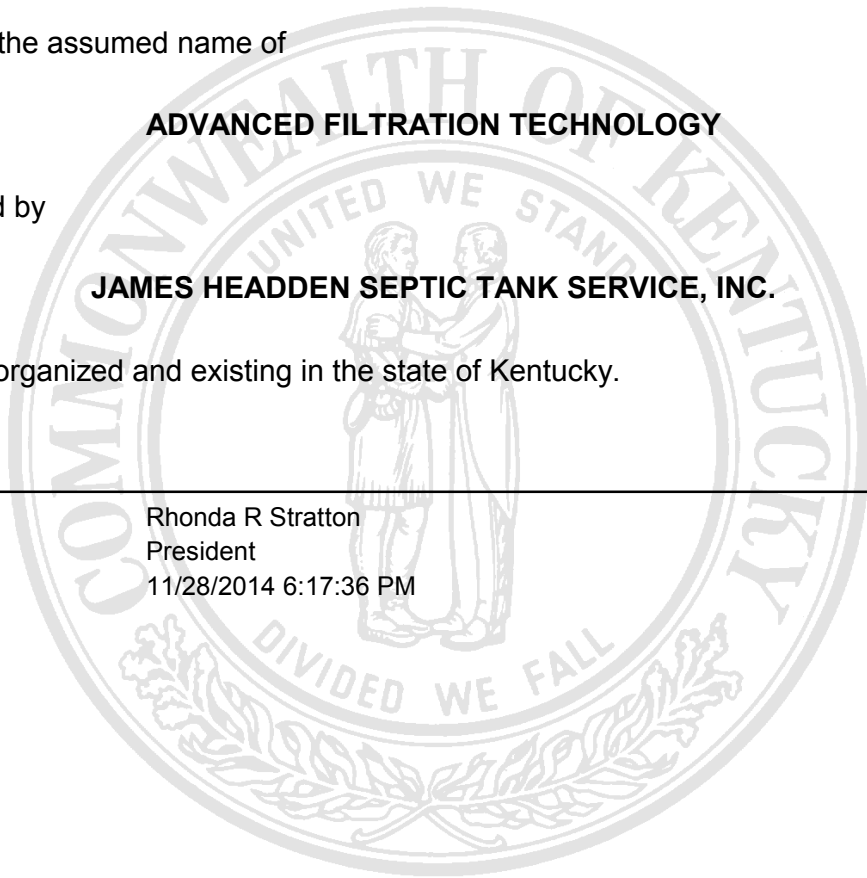 the assumed name of
ADVANCED FILTRATION TECHNOLOGY
d by
JAMES HEADDEN SEPTIC TANK SERVICE, INC.
organized and existing in the state of Kentucky.
Rhonda R Stratton
President
11/28/2014 6:17:36 PM
COMMONWEALTH OF KENTUCKY
UNITED WE STAND
DIVIDED WE FALL